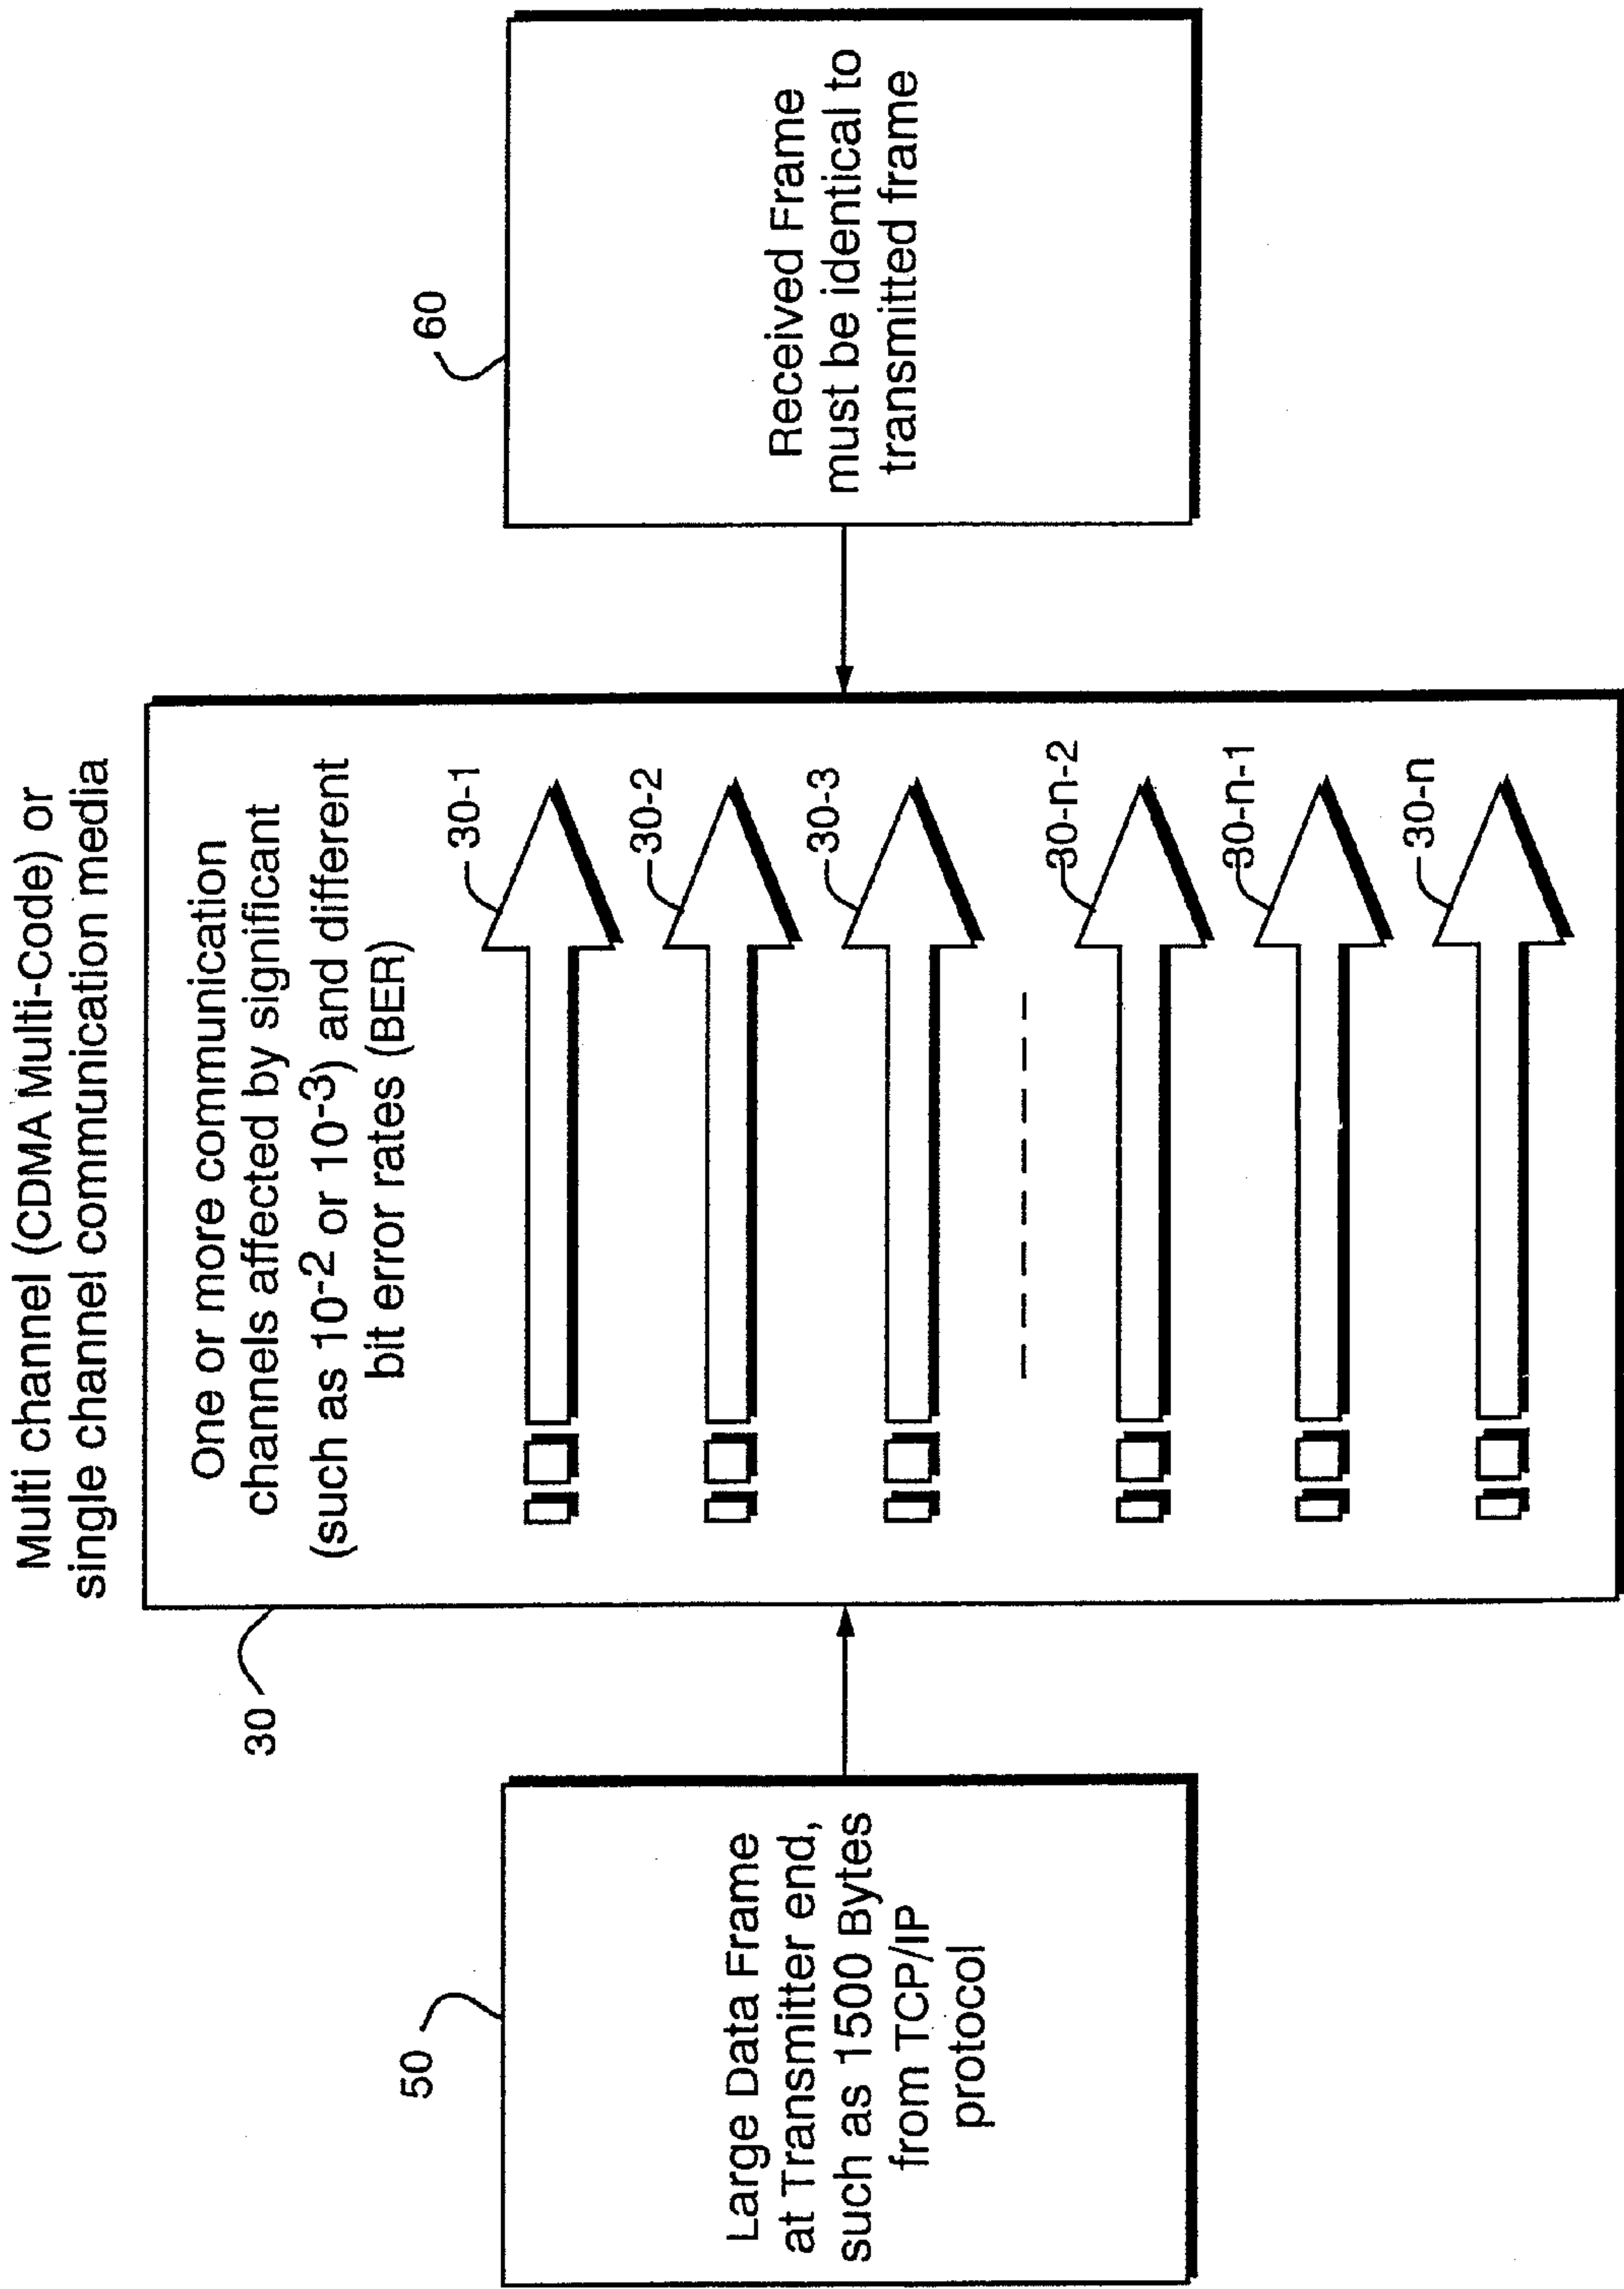 Multi channel (CDMA Multi-Code) or
single channel communication media
30
One or more communication
channels affected by significant
(such as 10⁻² or 10⁻³) and different
bit error rates (BER)
30-1
30-2
30-3
30-n-2
30-n-1
30-n
50
Large Data Frame
at Transmitter end,
such as 1500 Bytes
from TCP/IP
protocol
60
Received Frame
must be identical to
transmitted frame